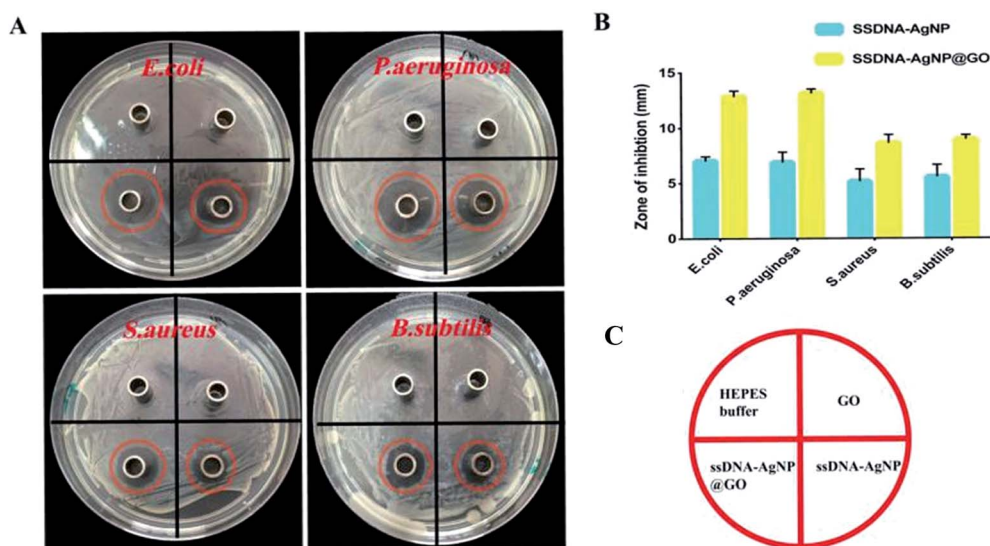 A
E.coli
P.aeruginosa
S.aureus
B.subtilis
B
SSDNA-AgNP
SSDNA-AgNP@GO
Zone of inhibtion (mm)
15
10
5
0
E.coli
P.aeruginosa
S.aureus
B.subtilis
C
HEPES
buffer
GO
ssDNA-AgNP
@GO
ssDNA-AgNP